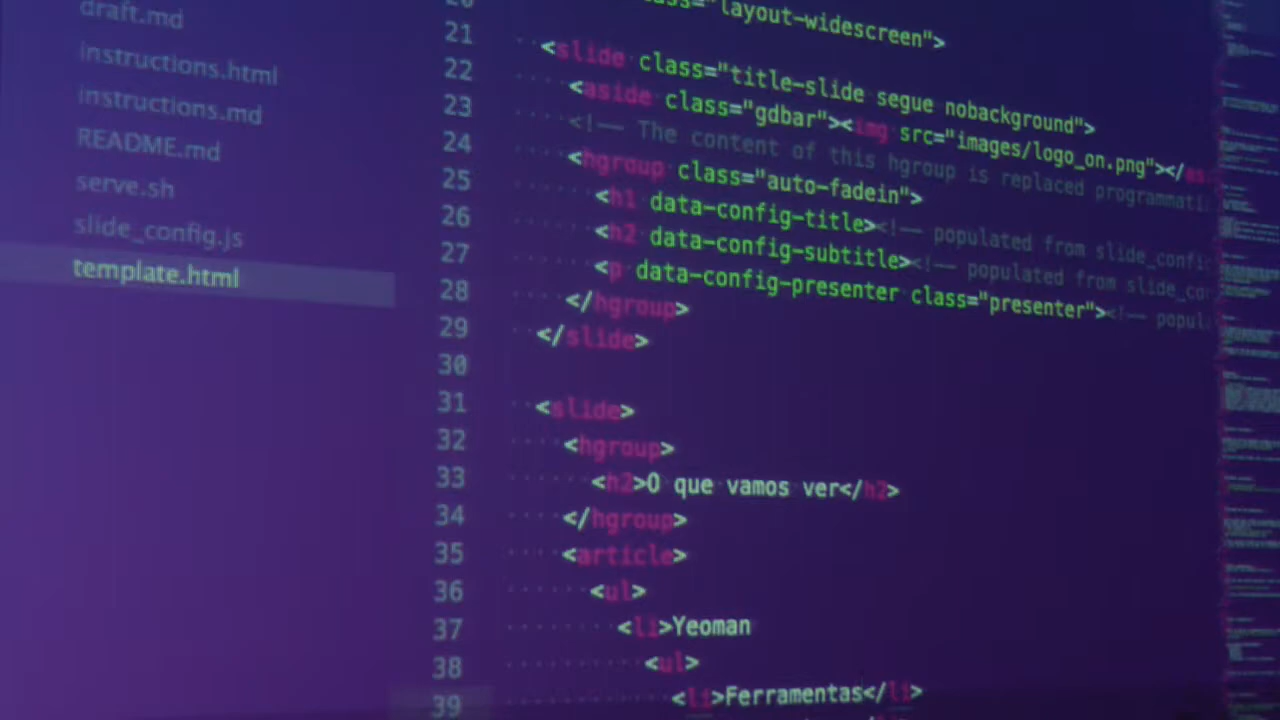 draft.md
instructions.html
instructions.md
README.md
serve.sh
slide_config.js
template.html
20 "layout-widescreen">
21 <slide class="title-slide segue nobackground">
22 <aside class="gdbar"><img src="images/logo_on.png"></
23 <!-- The content of this hgroup is replaced
24 <hgroup class="auto-fadein">
25 <h1 data-config-title><!-- populated from
26 <h2 data-config-subtitle><!-- populated from
27 <p data-config-presenter class="presenter"><!--
28 </hgroup>
29 </slide>
30
31 <slide>
32 <hgroup>
33 <h2>O que vamos ver</h2>
34 </hgroup>
35 <article>
36 <ul>
37 <li>Yeoman
38 <ul>
39 <li>Ferramentas</li>